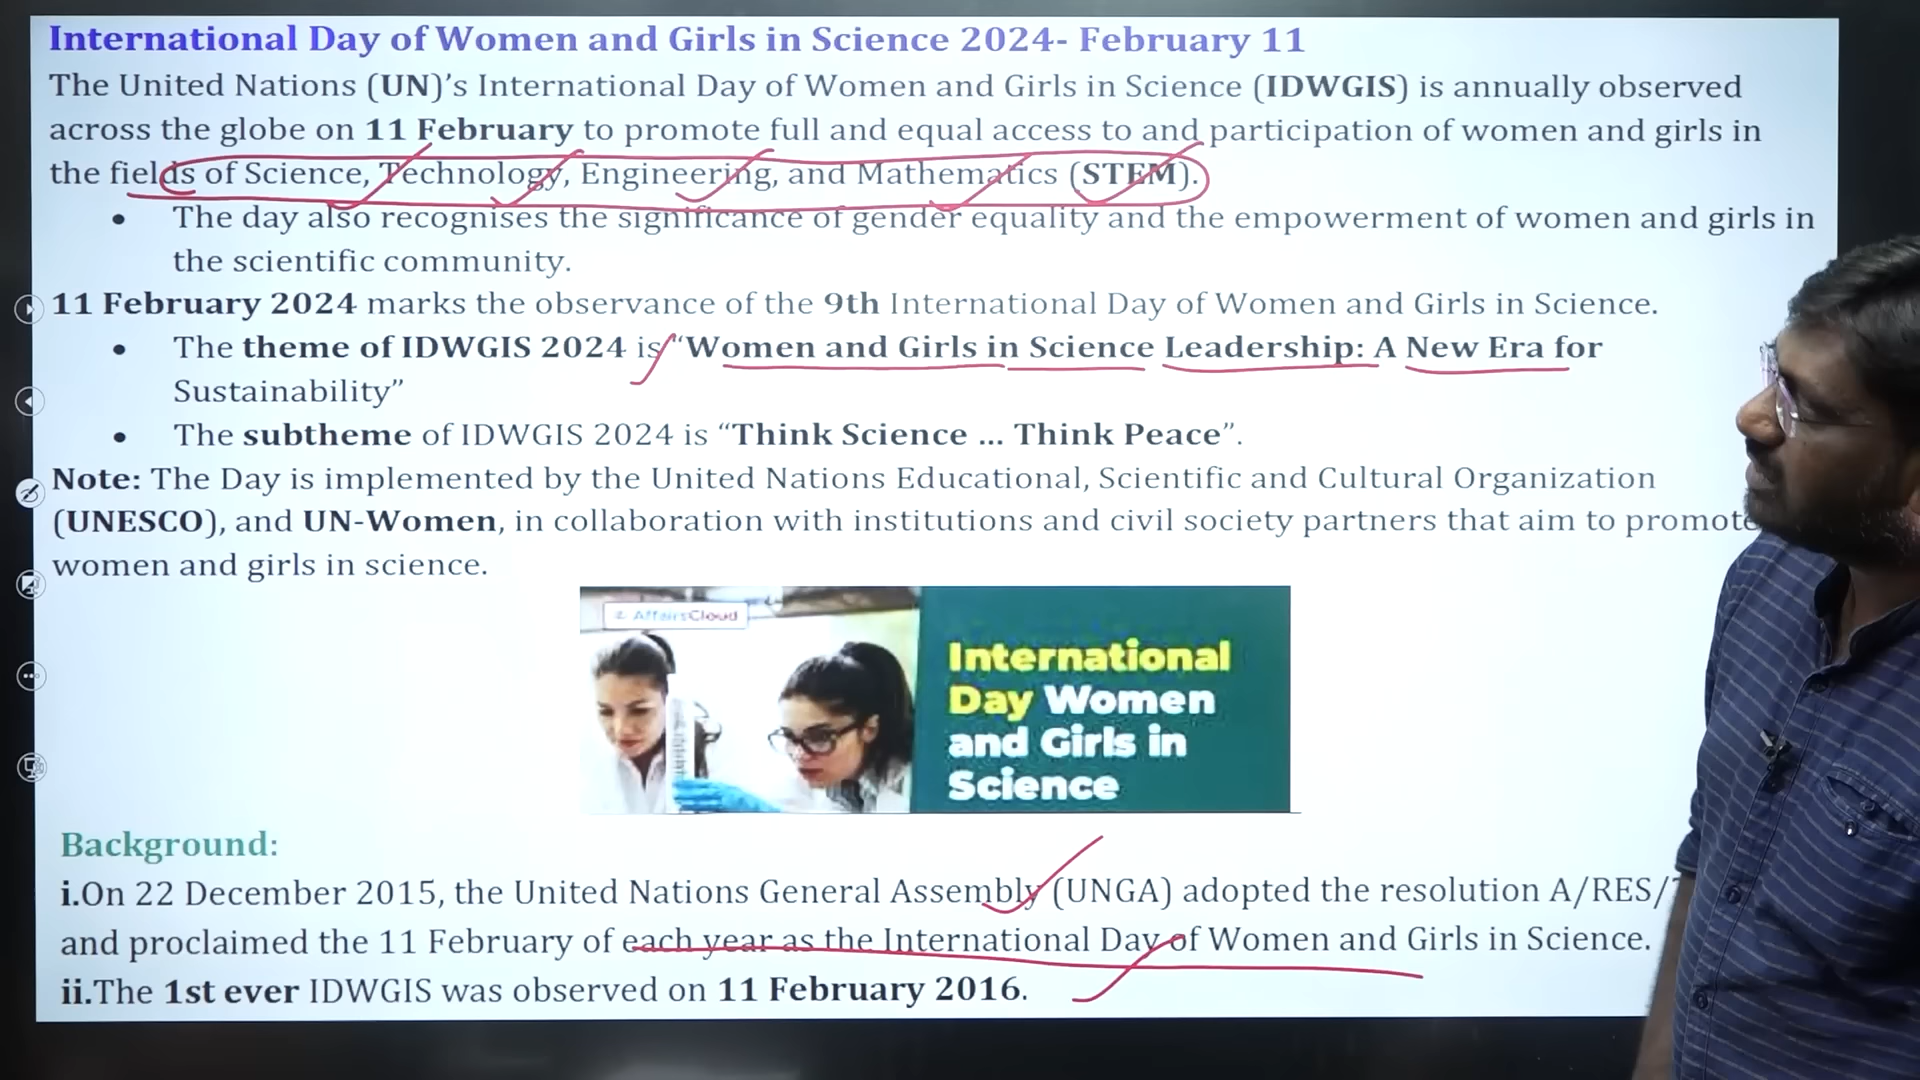 International Day of Women and Girls in Science 2024- February 11
The United Nations (UN)’s International Day of Women and Girls in Science (IDWGIS) is annually observed
across the globe on 11 February to promote full and equal access to and participation of women and girls in
the fields of Science, Technology, Engineering, and Mathematics (STEM).
• The day also recognises the significance of gender equality and the empowerment of women and girls in
the scientific community.
11 February 2024 marks the observance of the 9th International Day of Women and Girls in Science.
• The theme of IDWGIS 2024 is “Women and Girls in Science Leadership: A New Era for
Sustainability”
• The subtheme of IDWGIS 2024 is “Think Science ... Think Peace”.
Note: The Day is implemented by the United Nations Educational, Scientific and Cultural Organization
(UNESCO), and UN-Women, in collaboration with institutions and civil society partners that aim to promote
women and girls in science.
AffairsCloud
International
Day Women
and Girls in
Science
Background:
i.On 22 December 2015, the United Nations General Assembly (UNGA) adopted the resolution A/RES/
and proclaimed the 11 February of each year as the International Day of Women and Girls in Science.
ii.The 1st ever IDWGIS was observed on 11 February 2016.